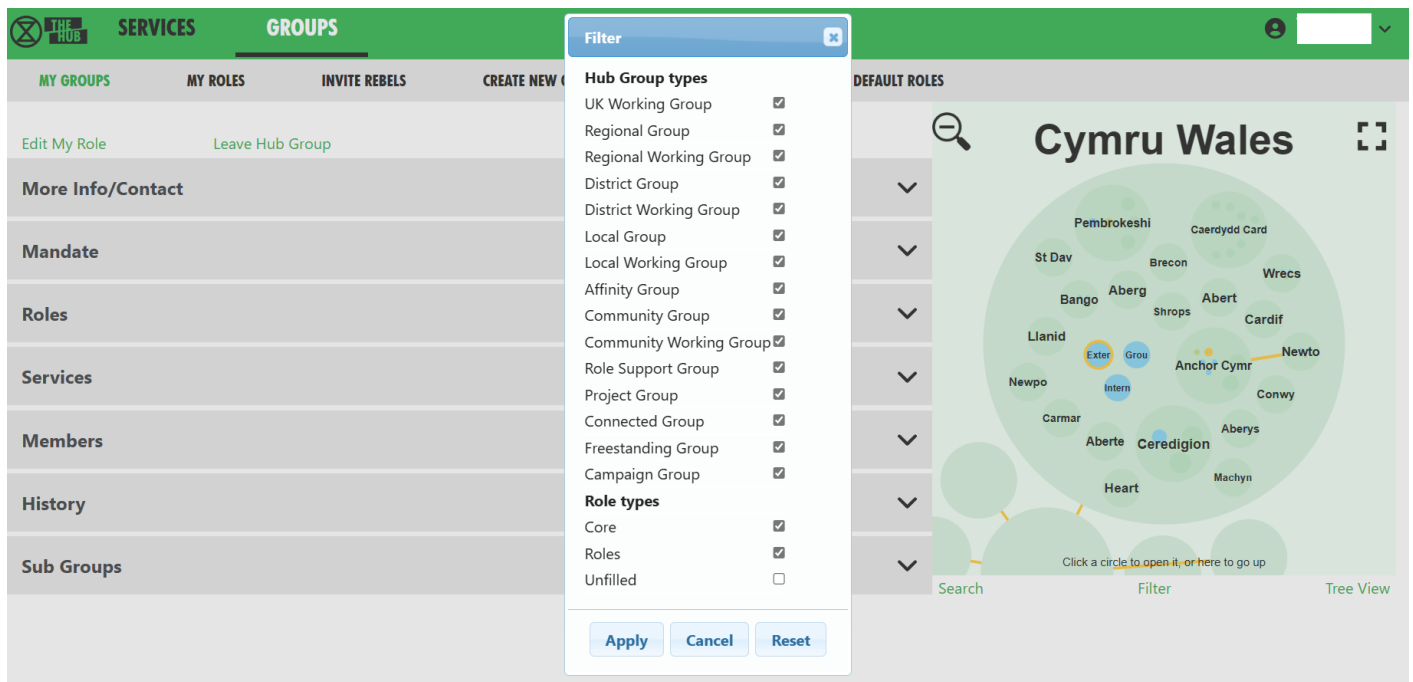 THE HUB
SERVICES
GROUPS
MY GROUPS
MY ROLES
INVITE REBELS
CREATE NEW
DEFAULT ROLES
Edit My Role
Leave Hub Group
More Info/Contact
Mandate
Roles
Services
Members
History
Sub Groups
Filter
Hub Group types
UK Working Group
Regional Group
Regional Working Group
District Group
District Working Group
Local Group
Local Working Group
Affinity Group
Community Group
Community Working Group
Role Support Group
Project Group
Connected Group
Freestanding Group
Campaign Group
Role types
Core
Roles
Unfilled
Apply
Cancel
Reset
Cymru Wales
Pembrokeshi
Caerdydd Card
St Dav
Brecon
Wrecs
Bango
Aberg
Abert
Shrops
Cardif
Llanid
Exter
Grou
Newto
Anchor Cymr
Newpo
Intern
Conwy
Carmar
Aberte
Ceredigion
Aberys
Heart
Machyn
Click a circle to open it, or here to go up
Search
Filter
Tree View